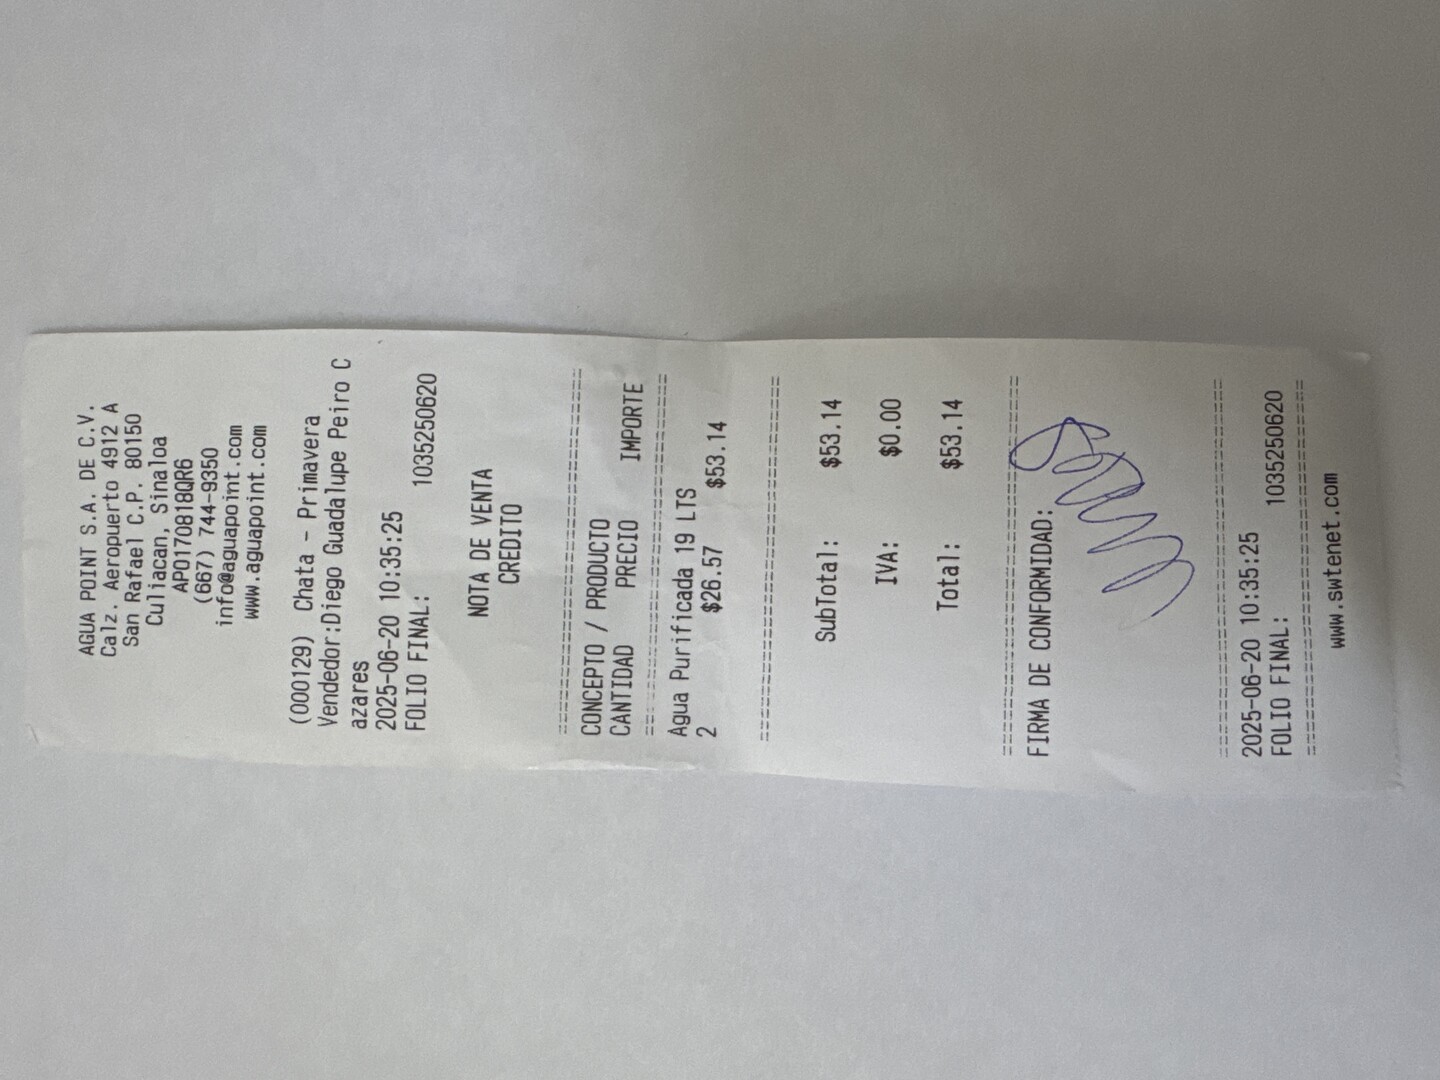 AGUA POINT S.A. DE C.V.
Calz. Aeropuerto 4912 A
San Rafael C.P. 80150
Culiacan, Sinaloa
APO170818QR6
(667) 744-9350
info@aguapoint.com
www.aguapoint.com
(000129) Chata - Primavera
Vendedor:Diego Guadalupe Peiro C
azares
2025-06-20 10:35:25
FOLIO FINAL: 1035250620
NOTA DE VENTA
CREDITO
================================
CONCEPTO / PRODUCTO
CANTIDAD PRECIO IMPORTE
================================
Agua Purificada 19 LTS
2 $26.57 $53.14
================================
SubTotal: $53.14
IVA: $0.00
Total: $53.14
================================
FIRMA DE CONFORMIDAD:
================================
2025-06-20 10:35:25
FOLIO FINAL: 1035250620
================================
www.swtenet.com